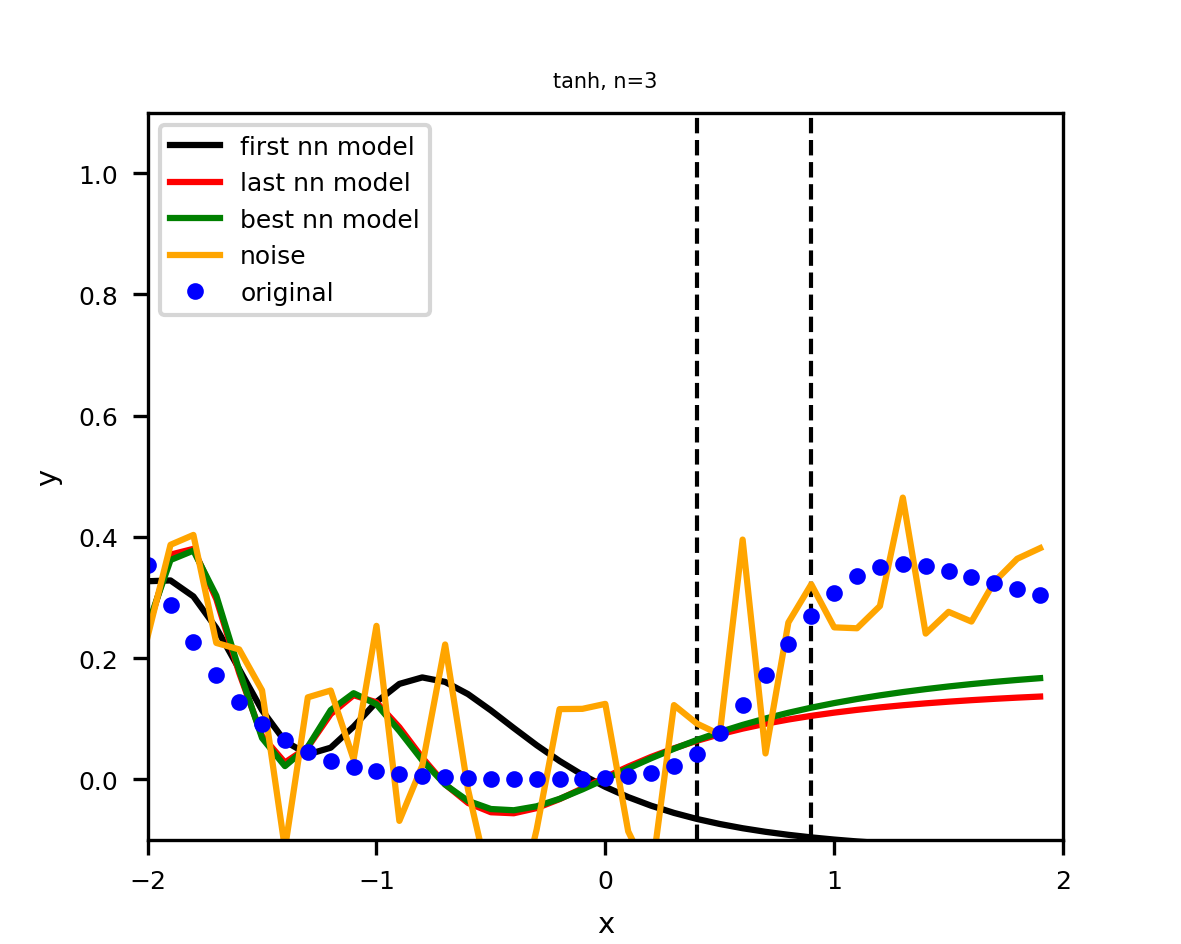 tanh, n=3
first nn model
last nn model
best nn model
noise
original
1.0
0.8
0.6
0.4
0.2
0.0
y
−2 −1 0 1 2
x